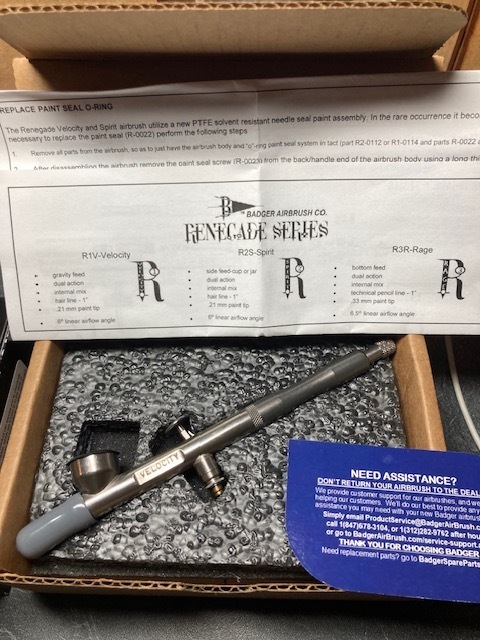 REPLACE PAINT SEAL O-RING
The Renegade Velocity and Spirit airbrush utilize a new PTFE solvent resistant needle seal paint assembly. In the rare occurrence it beco
necessary to replace the paint seal (R-0022) perform the following steps
1. Remove all parts from the airbrush, so as to just have the airbrush body and "o"-ring paint seal system in tact (part R2-0112 or R1-0114 and parts R-0022 a
2. After disassembling the airbrush remove the paint seal screw (R-0023) from the back/handle end of the airbrush body using a long thi
B
TM BADGER AIRBRUSH CO.
RENEGADE SERIES
R1V-Velocity
• gravity feed
• dual action
• internal mix
• hair line - 1"
• .21 mm paint tip
• 6° linear airflow angle
R
R2S-Spirit
• side feed-cup or jar
• dual action
• internal mix
• hair line - 1"
• .21 mm paint tip
• 6° linear airflow angle
R
R3R-Rage
• bottom feed
• dual action
• internal mix
• technical pencil line - 1"
• .33 mm paint tip
• 6.5° linear airflow angle
R
VELOCITY
NEED ASSISTANCE?
DON'T RETURN YOUR AIRBRUSH TO THE DEAL
We provide customer support for our airbrushes, and we
helping our customers. We'll do our best to provide any
assistance you may need with your new Badger airbrus
Simply email ProductService@BadgerAirBrush.c
call 1(847)678-3104, or 1(312)282-9762 after hou
or go to BadgerAirBrush.com/service-support.
THANK YOU FOR CHOOSING BADGER
Need replacement parts? go to BadgerSpareParts